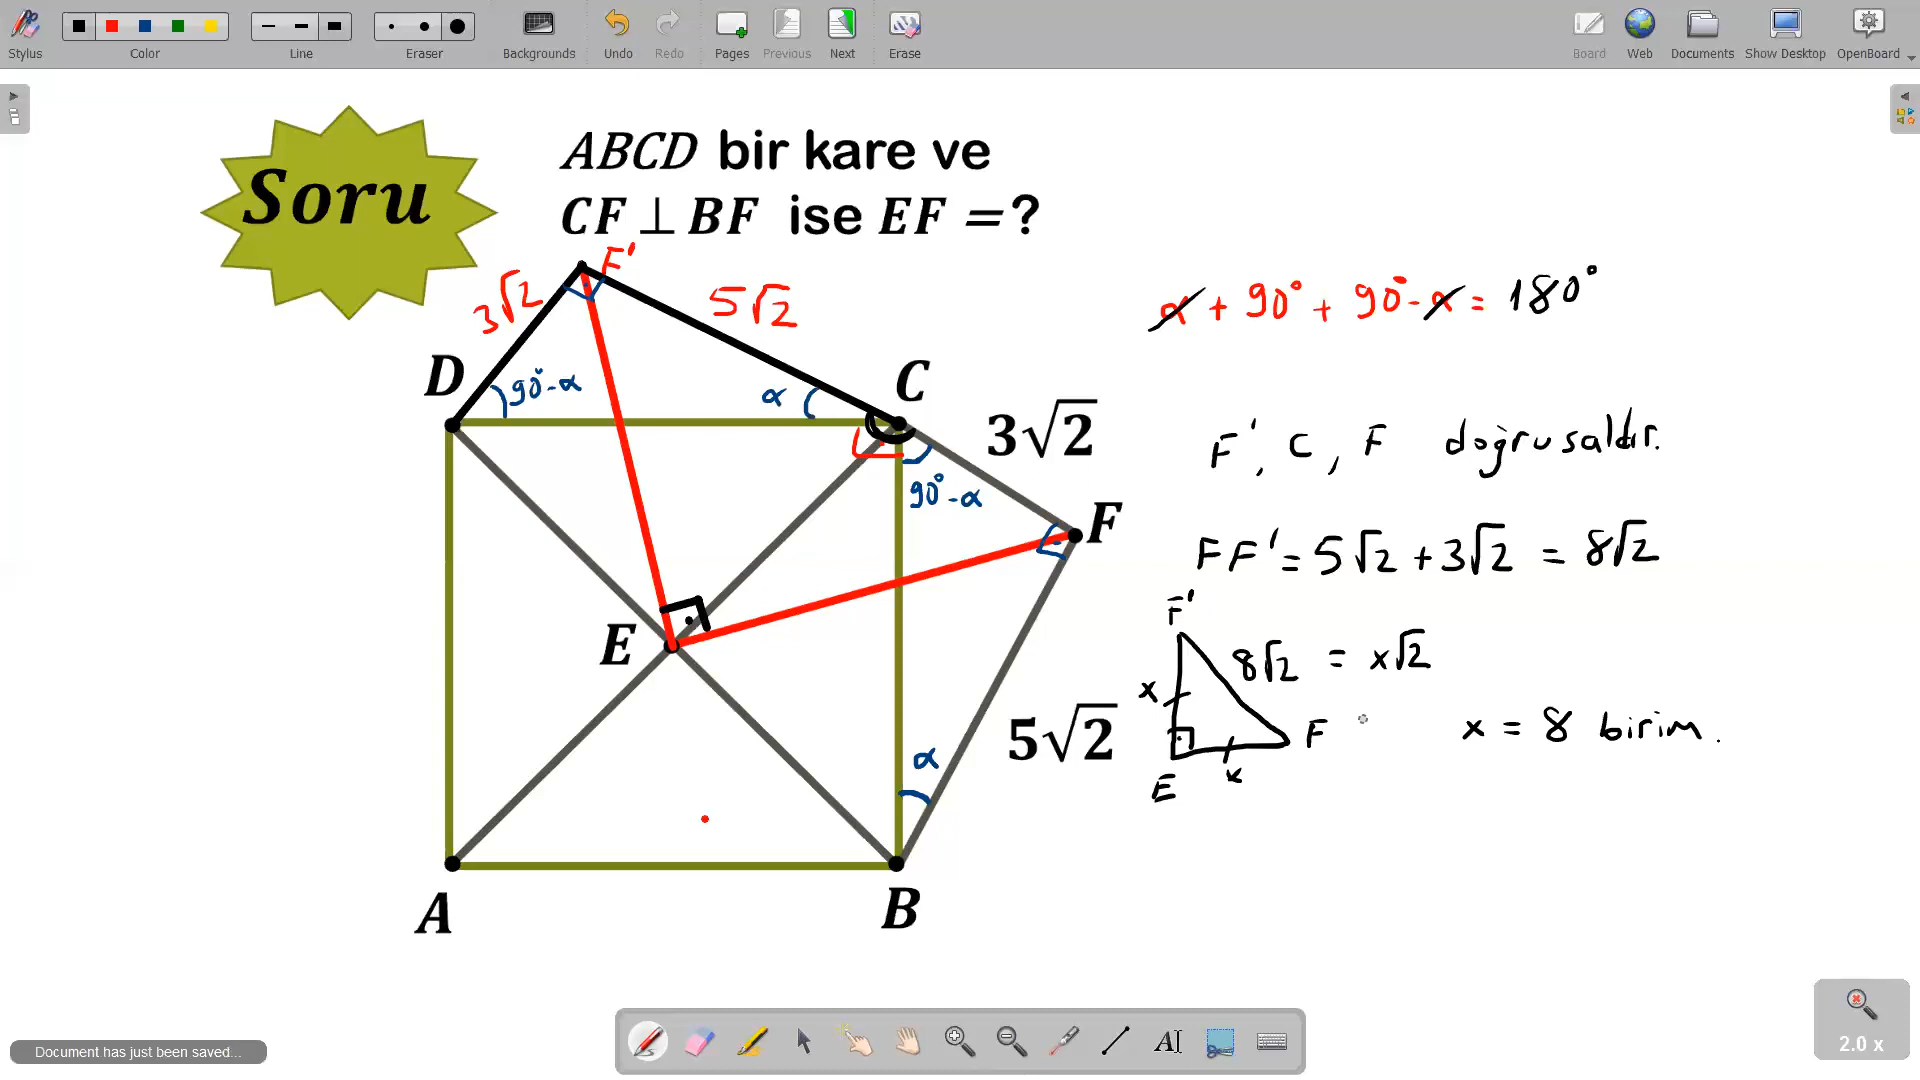 Stylus
Color
Line
Eraser
Backgrounds
Undo
Redo
Pages
Previous
Next
Erase
Board
Web
Documents
Show Desktop
OpenBoard
Soru
ABCD bir kare ve
CF ⊥ BF ise EF = ?
F'
3√2
5√2
D
90°-α
α
C
3√2
90°-α
F
E
5√2
α
A
B
α + 90° + 90°-α = 180°
F', C, F doğrusaldır.
FF' = 5√2 + 3√2 = 8√2
F'
8√2 = x√2
x
F
x = 8 birim.
E
x
Document has just been saved...
AI
2.0 x